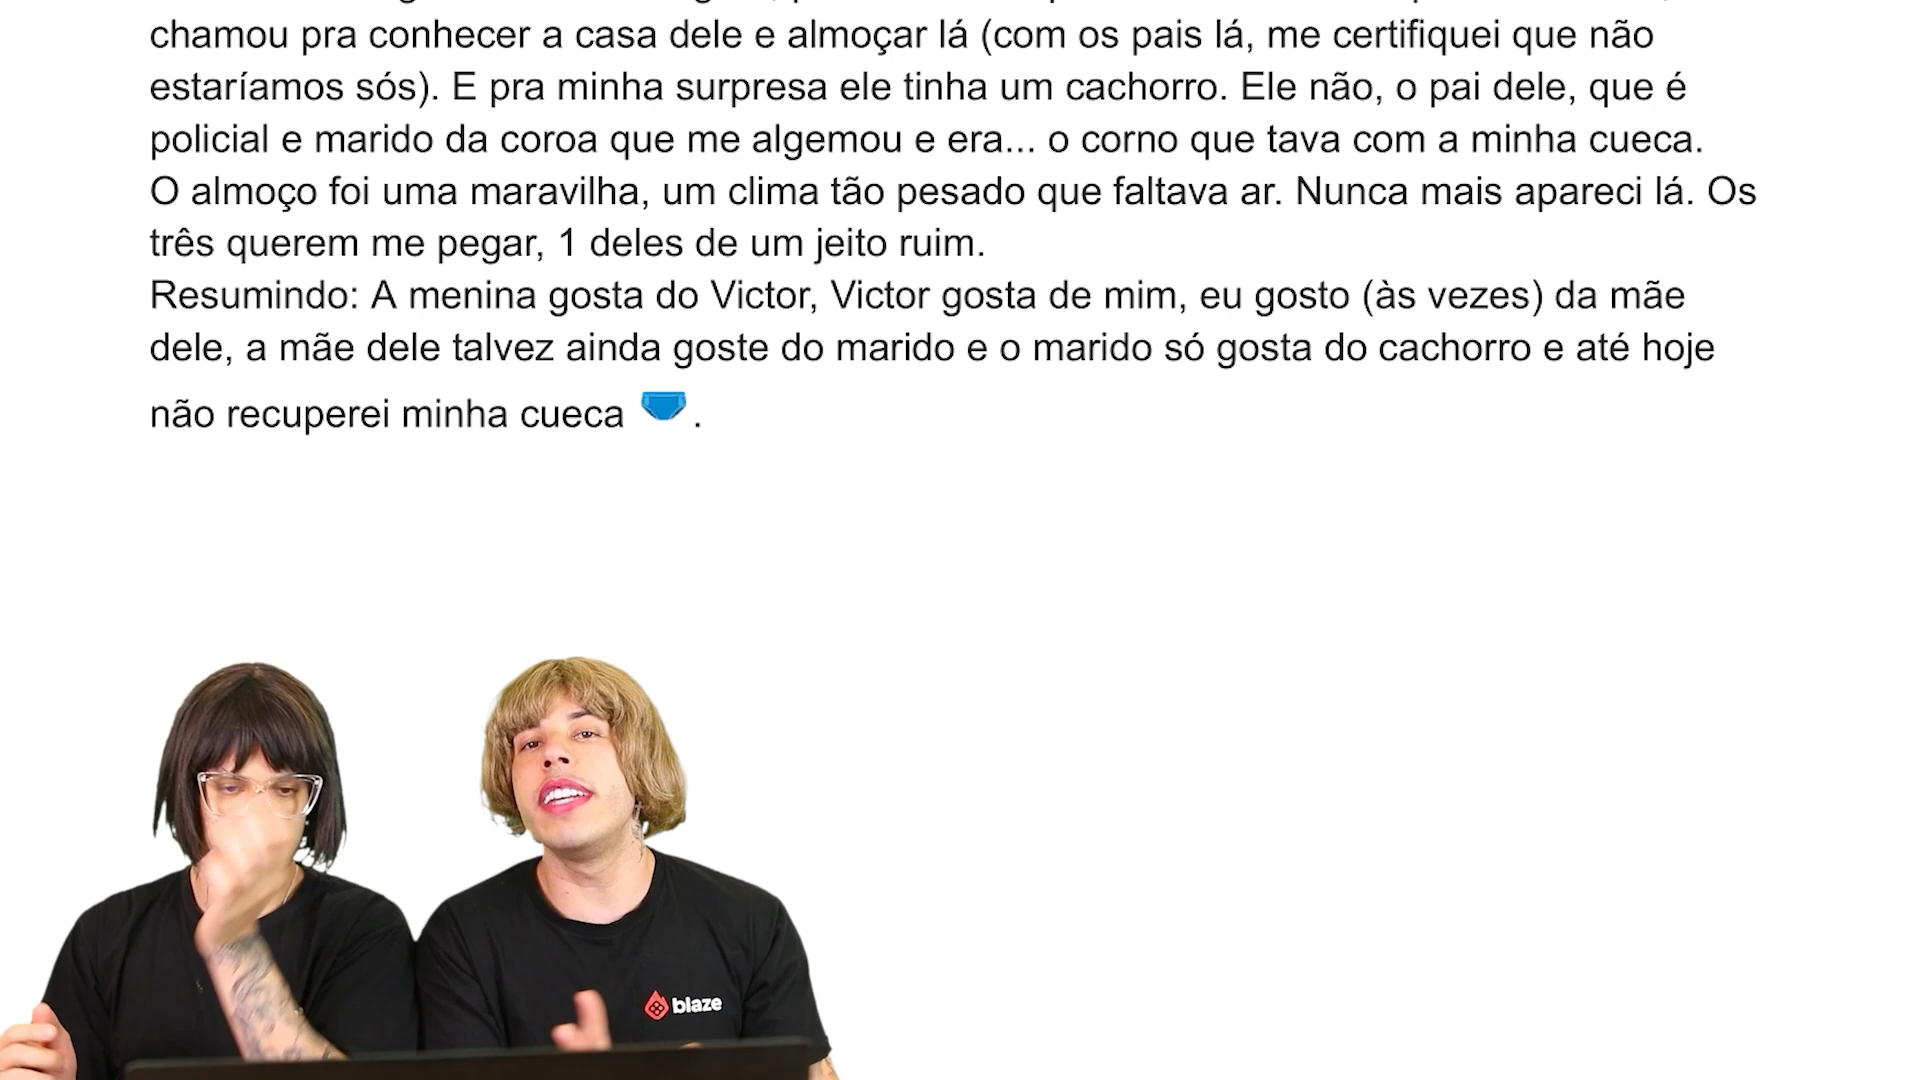 chamou pra conhecer a casa dele e almoçar lá (com os pais lá, me certifiquei que não
estaríamos sós). E pra minha surpresa ele tinha um cachorro. Ele não, o pai dele, que é
policial e marido da coroa que me algemou e era... o corno que tava com a minha cueca.
O almoço foi uma maravilha, um clima tão pesado que faltava ar. Nunca mais apareci lá. Os
três querem me pegar, 1 deles de um jeito ruim.
Resumindo: A menina gosta do Victor, Victor gosta de mim, eu gosto (às vezes) da mãe
dele, a mãe dele talvez ainda goste do marido e o marido só gosta do cachorro e até hoje
não recuperei minha cueca 🩲.
blaze